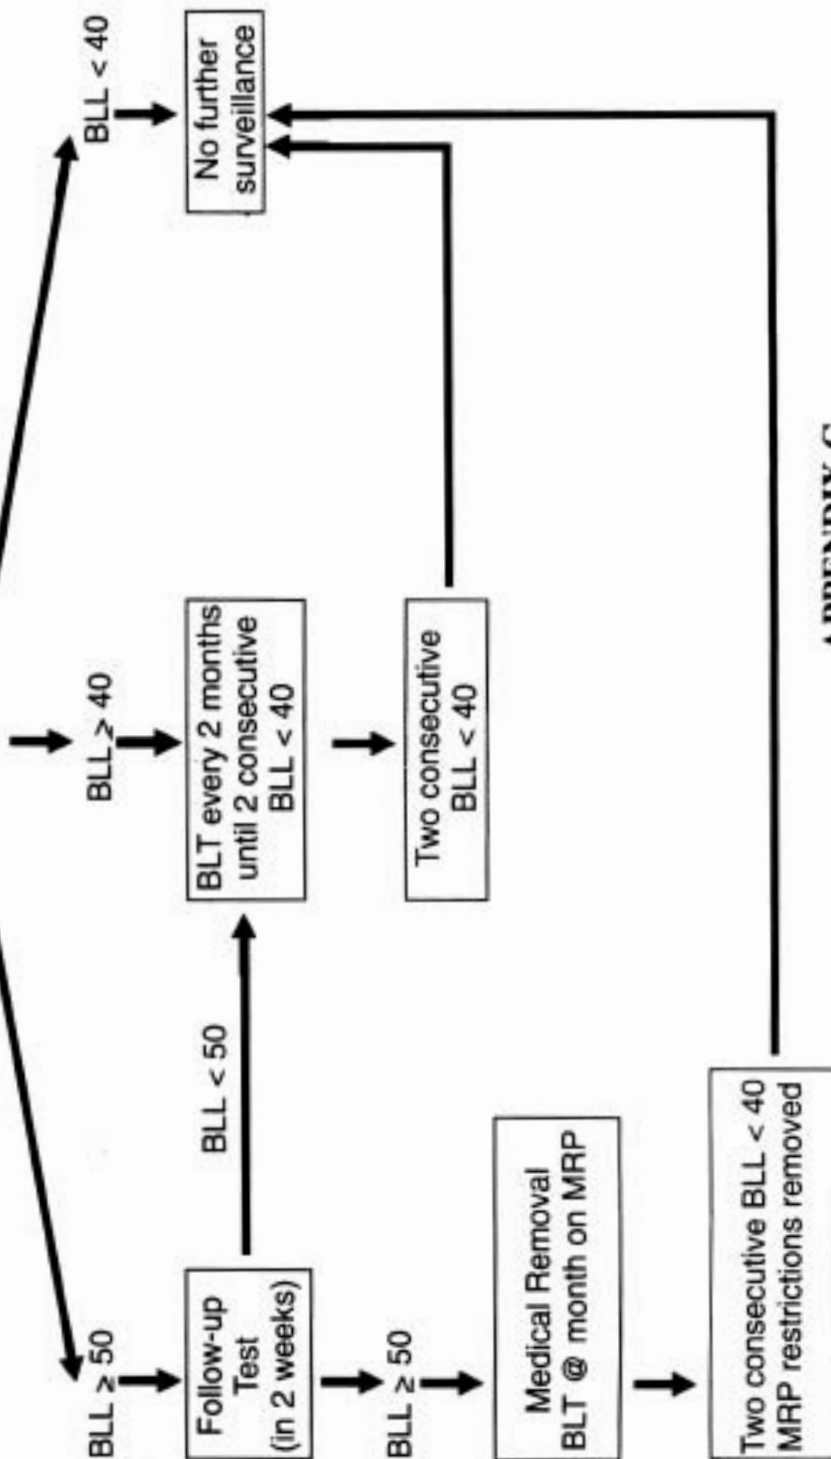 BLL ≥ 50
BLL ≥ 40
BLL < 40
Follow-up
Test
(in 2 weeks)
BLL < 50
BLT every 2 months
until 2 consecutive
BLL < 40
No further
surveillance
BLL ≥ 50
Two consecutive
BLL < 40
Medical Removal
BLT @ month on MRP
Two consecutive BLL < 40
MRP restrictions removed